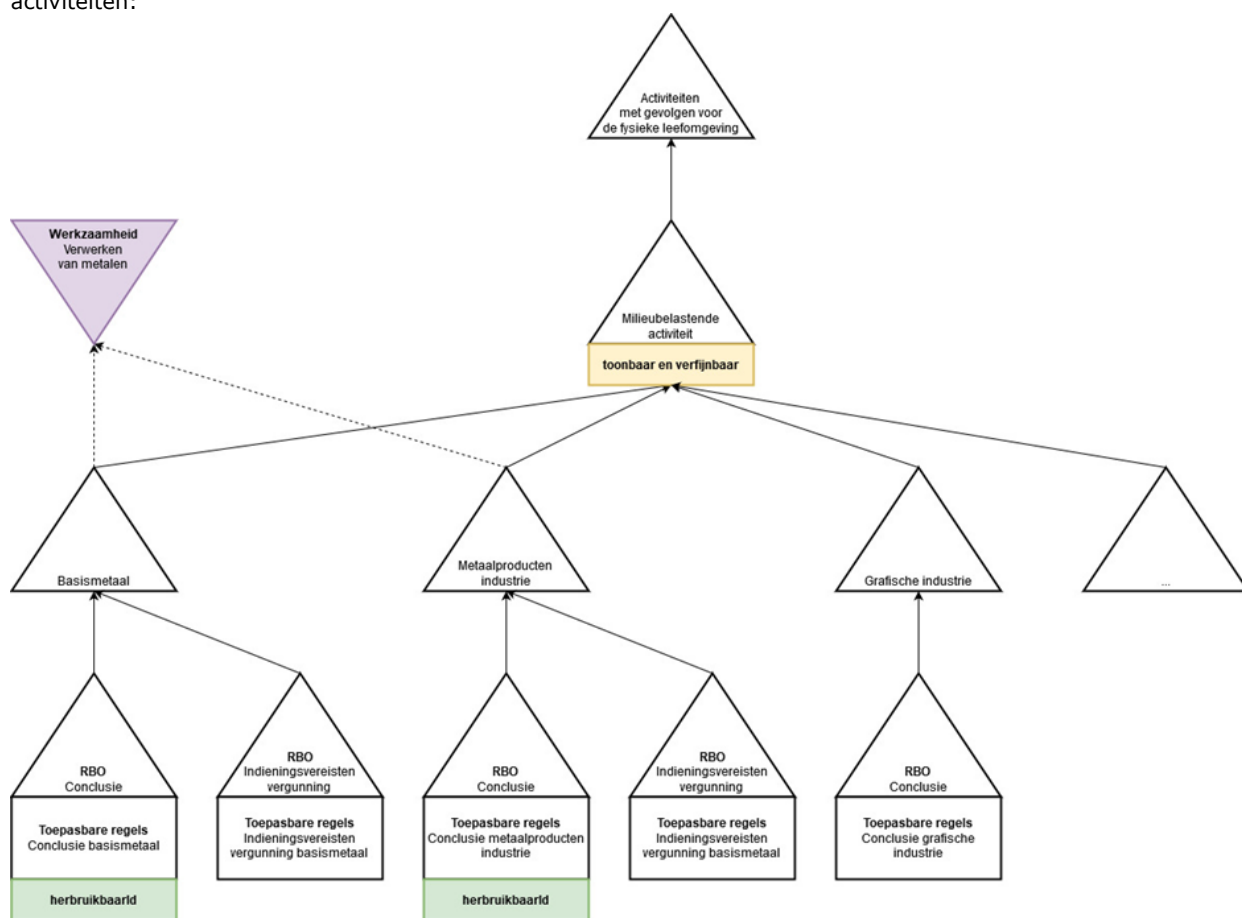 activiteiten:
Activiteiten
met gevolgen voor
de fysieke leefomgeving
Werkzaamheid
Verwerken
van metalen
Milieubelastende
activiteit
toonbaar en verfijnbaar
Basismetaal
Metaalproducten
industrie
Grafische industrie
...
RBO
Conclusie
RBO
Indieningsvereisten
vergunning
RBO
Conclusie
RBO
Indieningsvereisten
vergunning
RBO
Conclusie
Toepasbare regels
Conclusie basismetaal
Toepasbare regels
Indieningsvereisten
vergunning basismetaal
Toepasbare regels
Conclusie metaalproducten
industrie
Toepasbare regels
Indieningsvereisten
vergunning basismetaal
Toepasbare regels
Conclusie grafische
industrie
herbruikbaarId
herbruikbaarId